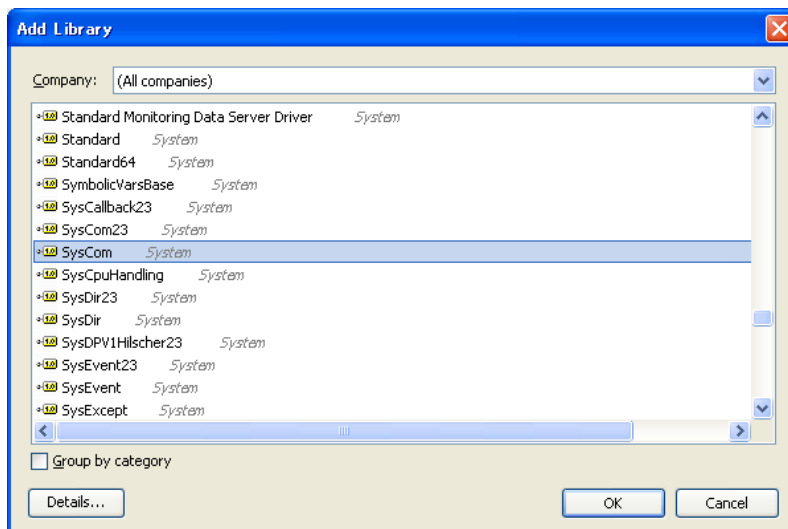 Add Library
Company: (All companies)
Standard Monitoring Data Server Driver System
Standard System
Standard64 System
SymbolicVarsBase System
SysCallback23 System
SysCom23 System
SysCom System
SysCpuHandling System
SysDir23 System
SysDir System
SysDPV1Hilscher23 System
SysEvent23 System
SysEvent System
SysExcept System
Group by category
Details... OK Cancel